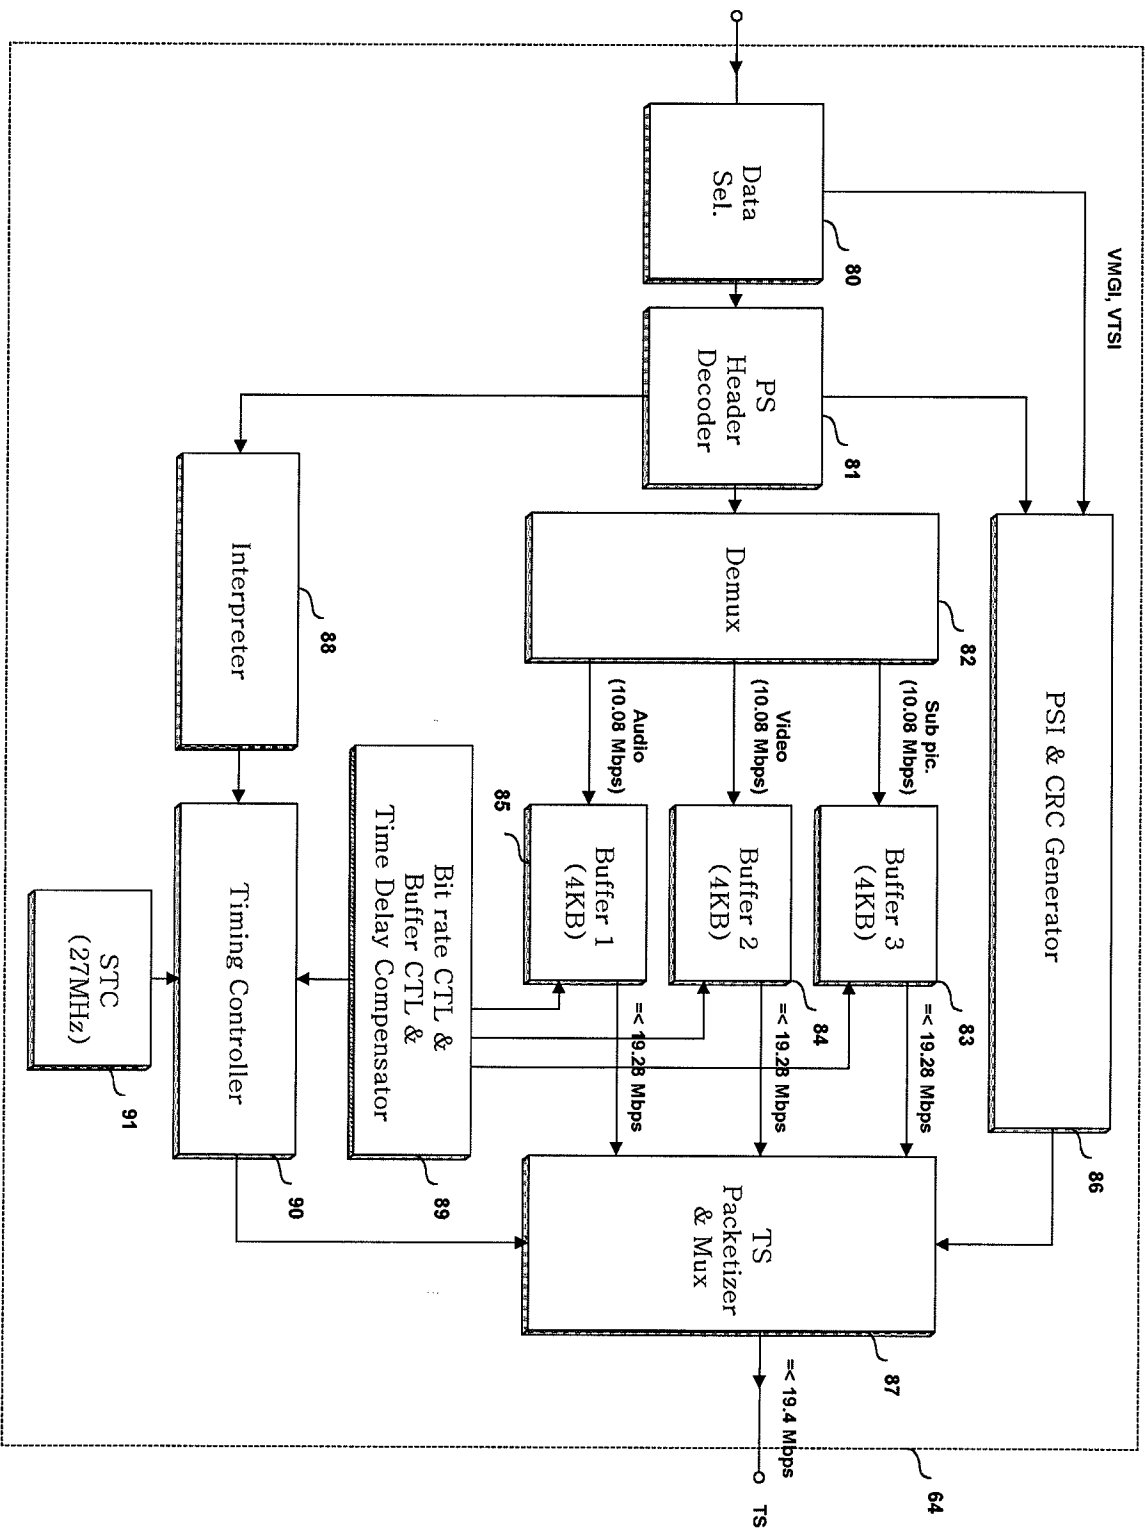 VMGI, VTSI
PSI & CRC Generator
86
Data
Sel.
80
PS
Header
Decoder
81
Demux
82
Sub pic.
(10.08 Mbps)
Buffer 3
(4KB)
83
=< 19.28 Mbps
Video
(10.08 Mbps)
Buffer 2
(4KB)
84
=< 19.28 Mbps
Audio
(10.08 Mbps)
Buffer 1
(4KB)
85
=< 19.28 Mbps
TS
Packetizer
& Mux
87
=< 19.4 Mbps
TS
64
Bit rate CTL &
Buffer CTL &
Time Delay Compensator
89
Interpreter
88
Timing Controller
90
STC
(27MHz)
91